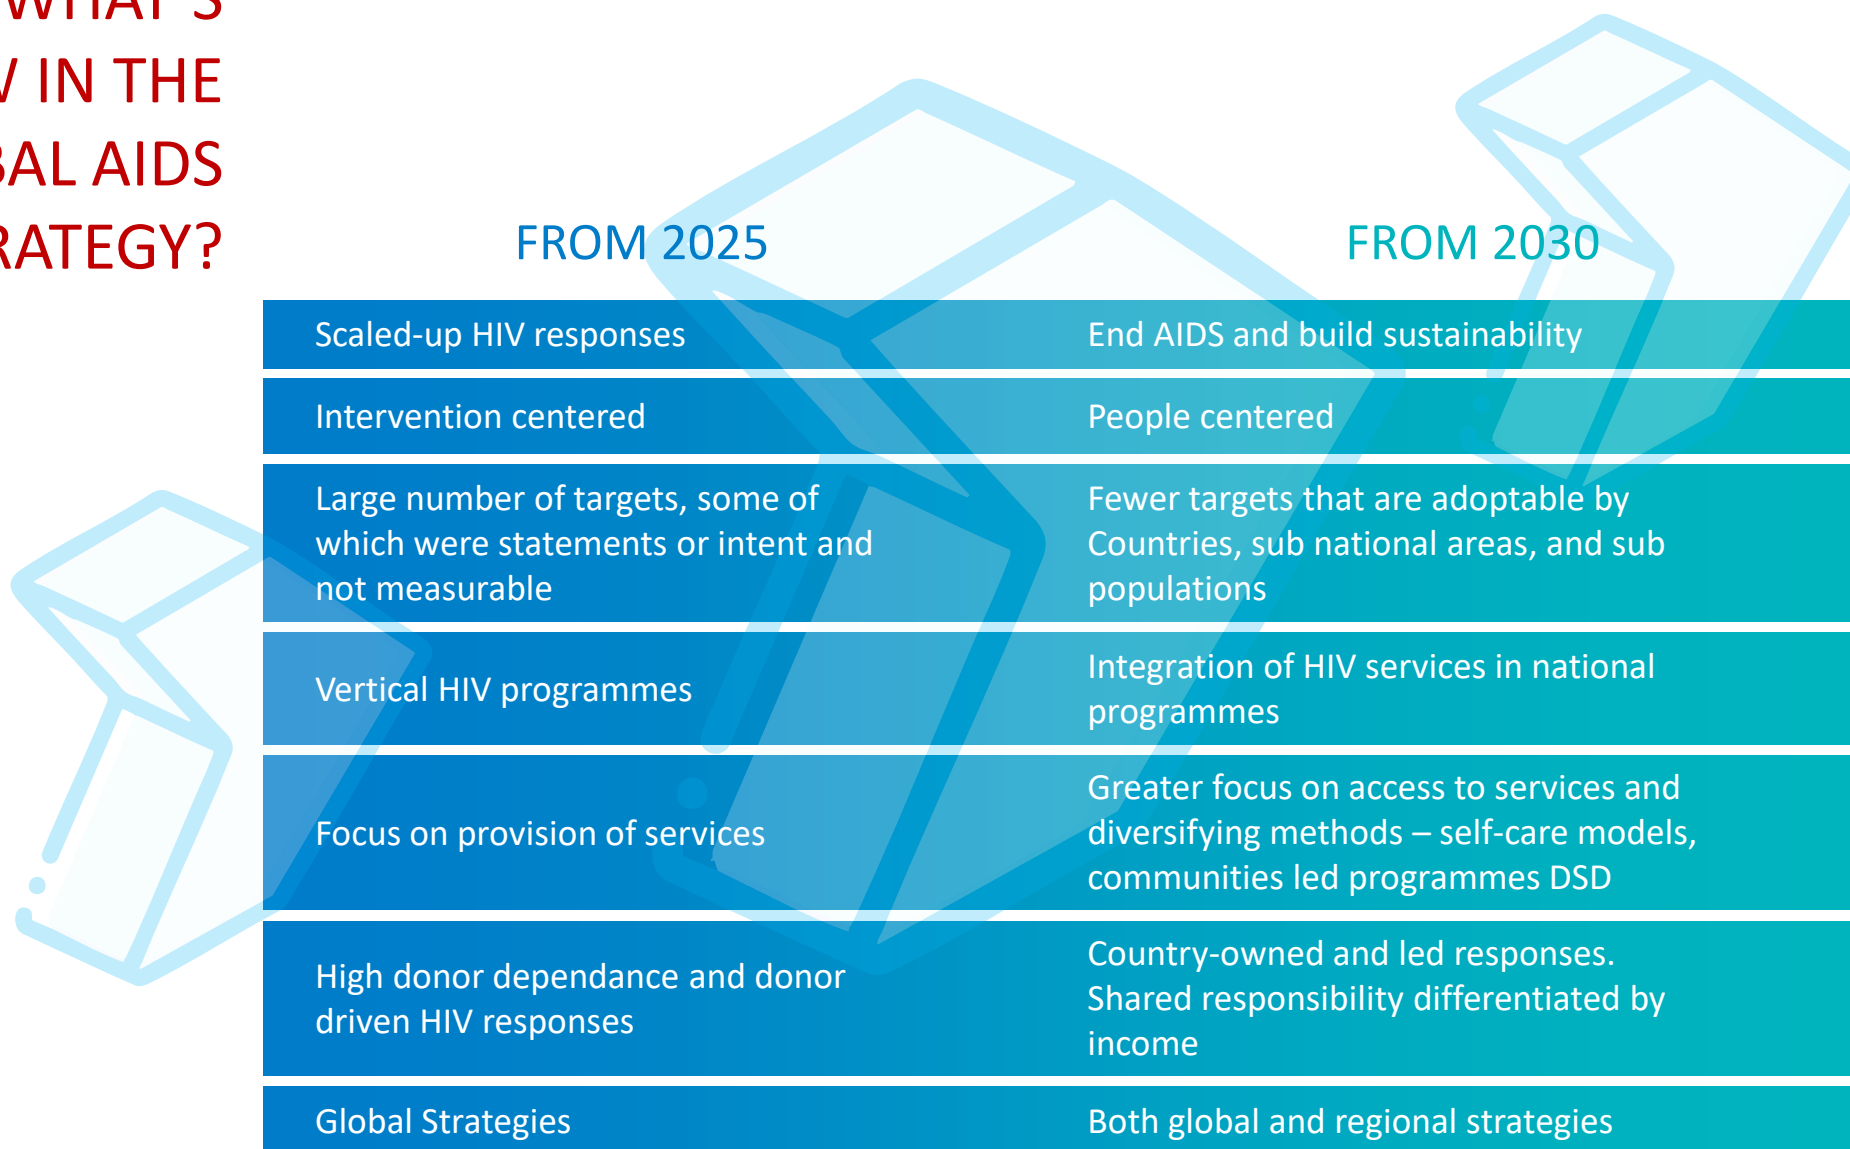 WHAT'S
IN THE
AIDS
STRATEGY?
FROM 2025
FROM 2030
Scaled-up HIV responses
End AIDS and build sustainability
Intervention centered
People centered
Large number of targets, some of
which were statements or intent and
not measurable
Fewer targets that are adoptable by
Countries, sub national areas, and sub
populations
Vertical HIV programmes
Integration of HIV services in national
programmes
Focus on provision of services
Greater focus on access to services and
diversifying methods – self-care models,
communities led programmes DSD
High donor dependance and donor
driven HIV responses
Country-owned and led responses.
Shared responsibility differentiated by
income
Global Strategies
Both global and regional strategies